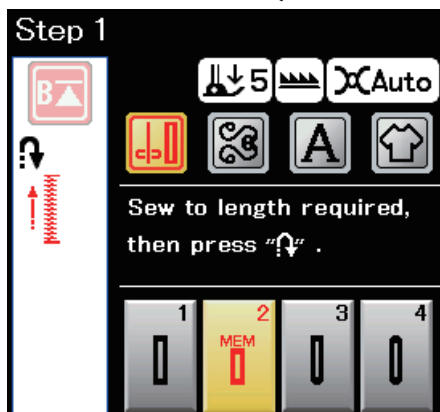 Step 1
B
5
Auto
A
Sew to length required,
then press “ ” .
1
2
3
4
MEM